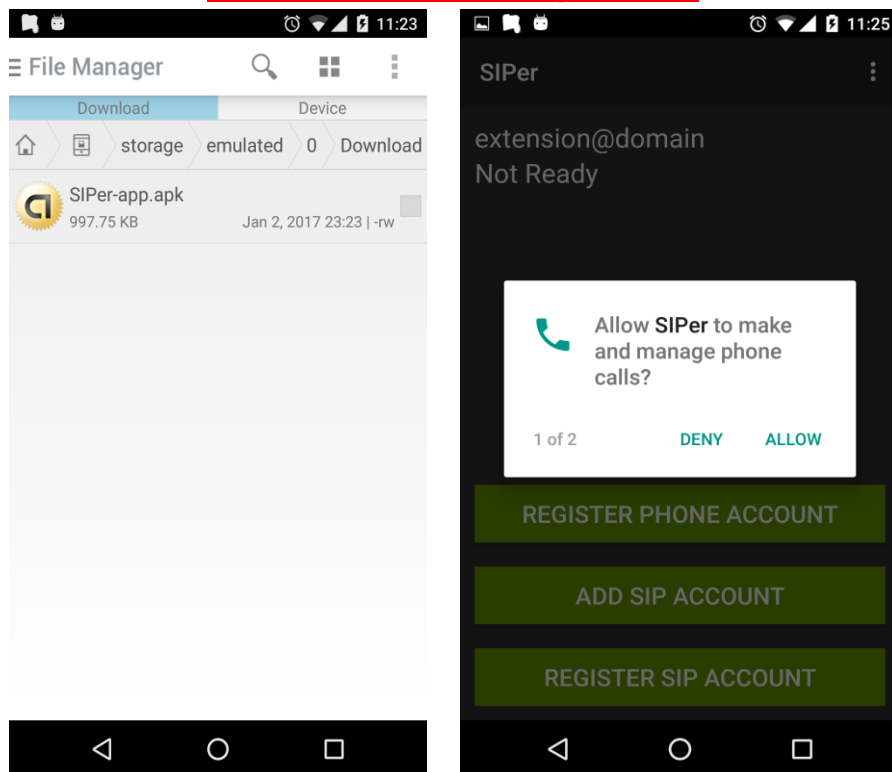 11:23
File Manager
Download
Device
storage
emulated
0
Download
SIPer-app.apk
997.75 KB
Jan 2, 2017 23:23 | -rw
11:25
SIPer
extension@domain
Not Ready
Allow SIPer to make
and manage phone
calls?
1 of 2
DENY
ALLOW
REGISTER PHONE ACCOUNT
ADD SIP ACCOUNT
REGISTER SIP ACCOUNT